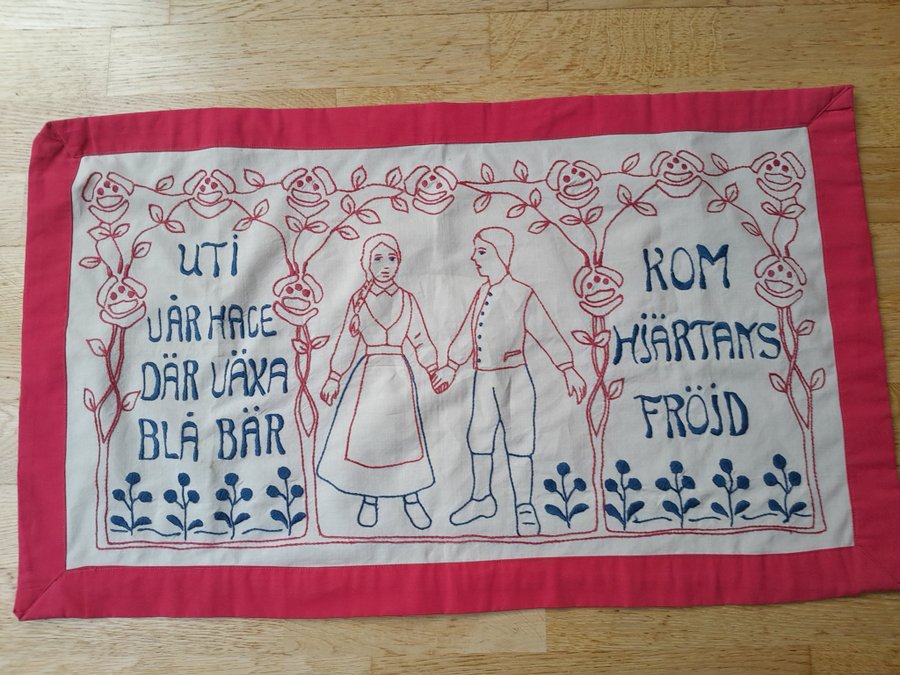 UTI
VÅR HAGE
DÄR VÄXA
BLÅ BÄR
KOM
HJÄRTANS
FRÖJD